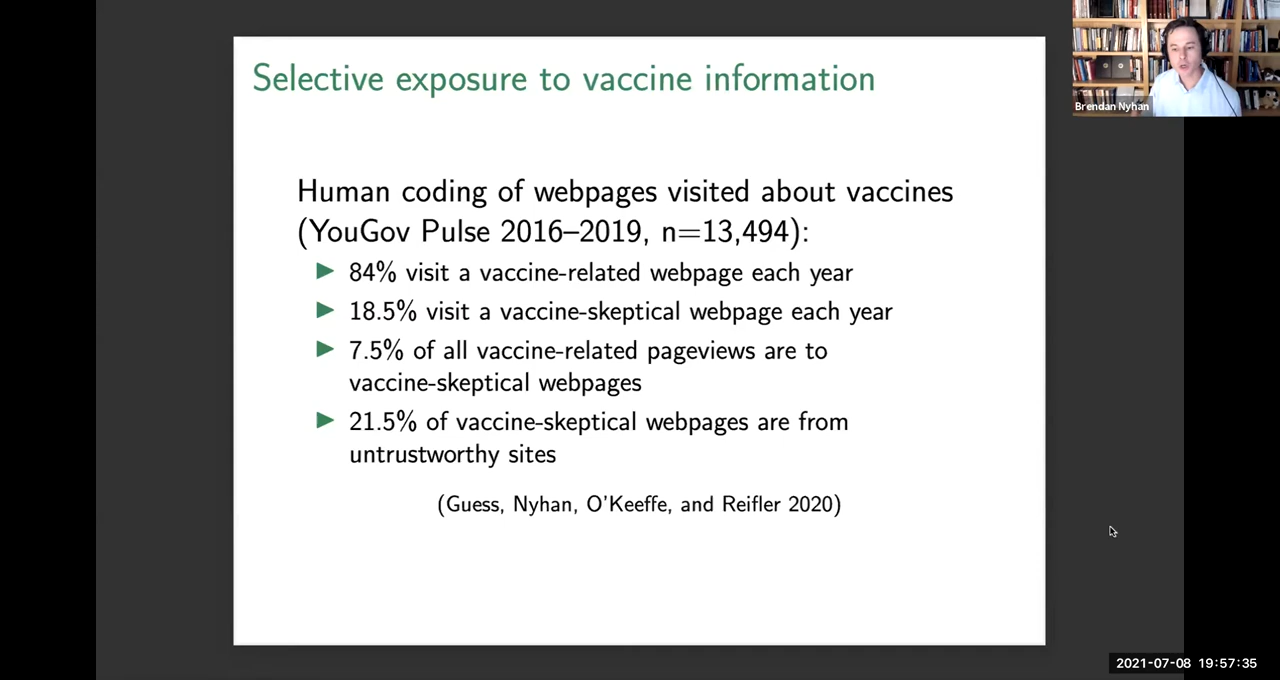 Selective exposure to vaccine information
Brendan Nyhan
Human coding of webpages visited about vaccines
(YouGov Pulse 2016–2019, n=13,494):
▶ 84% visit a vaccine-related webpage each year
▶ 18.5% visit a vaccine-skeptical webpage each year
▶ 7.5% of all vaccine-related pageviews are to
vaccine-skeptical webpages
▶ 21.5% of vaccine-skeptical webpages are from
untrustworthy sites
(Guess, Nyhan, O'Keeffe, and Reifler 2020)
2021-07-08 19:57:35